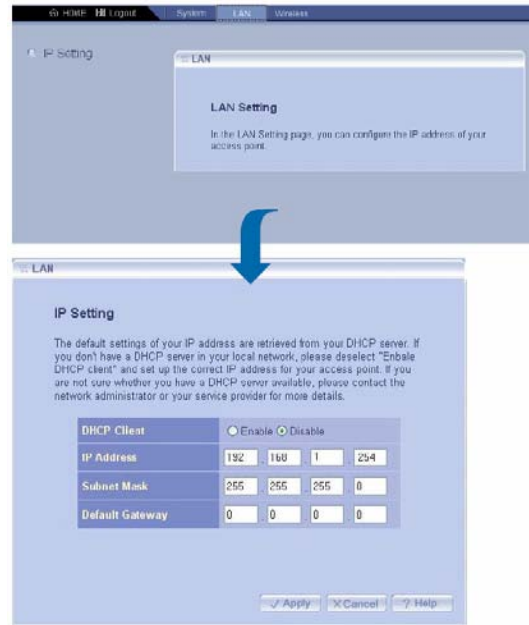 HOME Logout System LAN Wireless
IP Setting
LAN
LAN Setting
In the LAN Setting page, you can configure the IP address of your
access point.
LAN
IP Setting
The default settings of your IP address are retrieved from your DHCP server. If
you don't have a DHCP server in your local network, please deselect "Enbale
DHCP client" and set up the correct IP address for your access point. If you
are not sure whether you have a DHCP server available, please contact the
network administrator or your service provider for more details.
DHCP Client Enable Disable
IP Address 192 . 168 . 1 . 254
Subnet Mask 255 . 255 . 255 . 0
Default Gateway 0 . 0 . 0 . 0
Apply Cancel ? Help